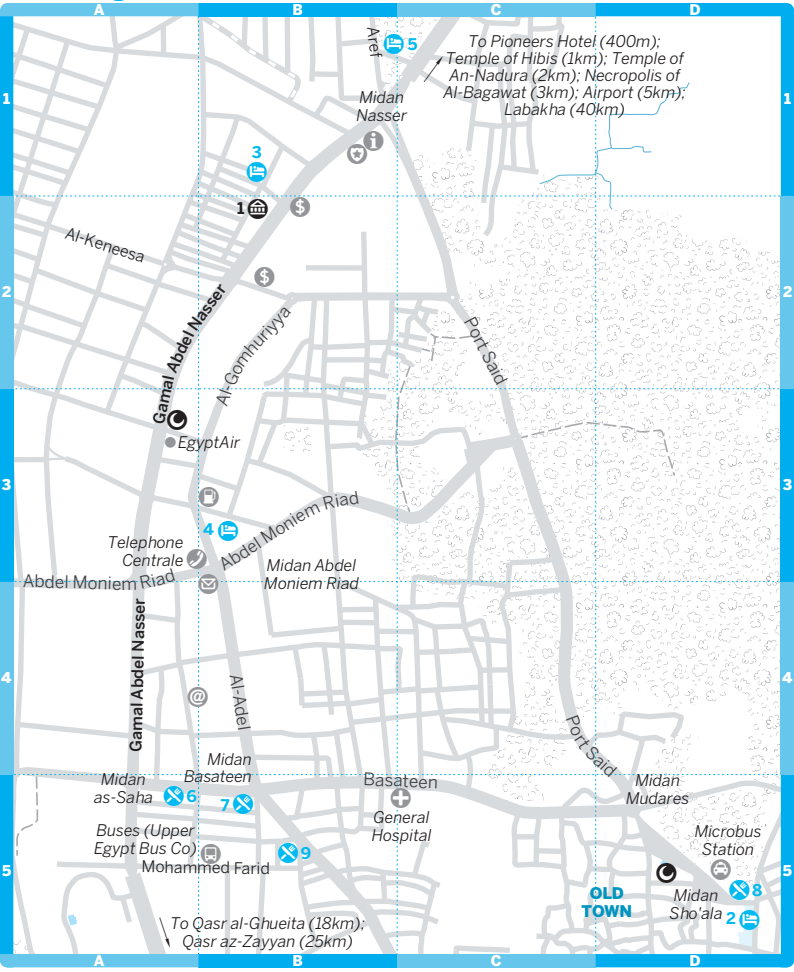 A B C D
Aref
5
To Pioneers Hotel (400m);
Temple of Hibis (1km); Temple of
An-Nadura (2km); Necropolis of
Al-Bagawat (3km); Airport (5km);
Labakha (40km)
1
1
Midan
Nasser
i
3
1
$
Al-Keneesa
$
2
2
Gamal Abdel Nasser
Al-Gomhuriyya
Port Said
EgyptAir
3
3
4
Abdel Moniem Riad
Telephone
Centrale
Midan Abdel
Moniem Riad
Abdel Moniem Riad
Gamal Abdel Nasser
4
4
@
Al-Adel
Port Said
Midan
Basateen
Midan
as-Saha
6
7
Basateen
Midan
Mudares
General
Hospital
Buses (Upper
Egypt Bus Co)
Mohammed Farid
9
Microbus
Station
5
5
8
OLD
TOWN
Midan
Sho'ala
2
To Qasr al-Ghueita (18km);
Qasr az-Zayyan (25km)
A B C D